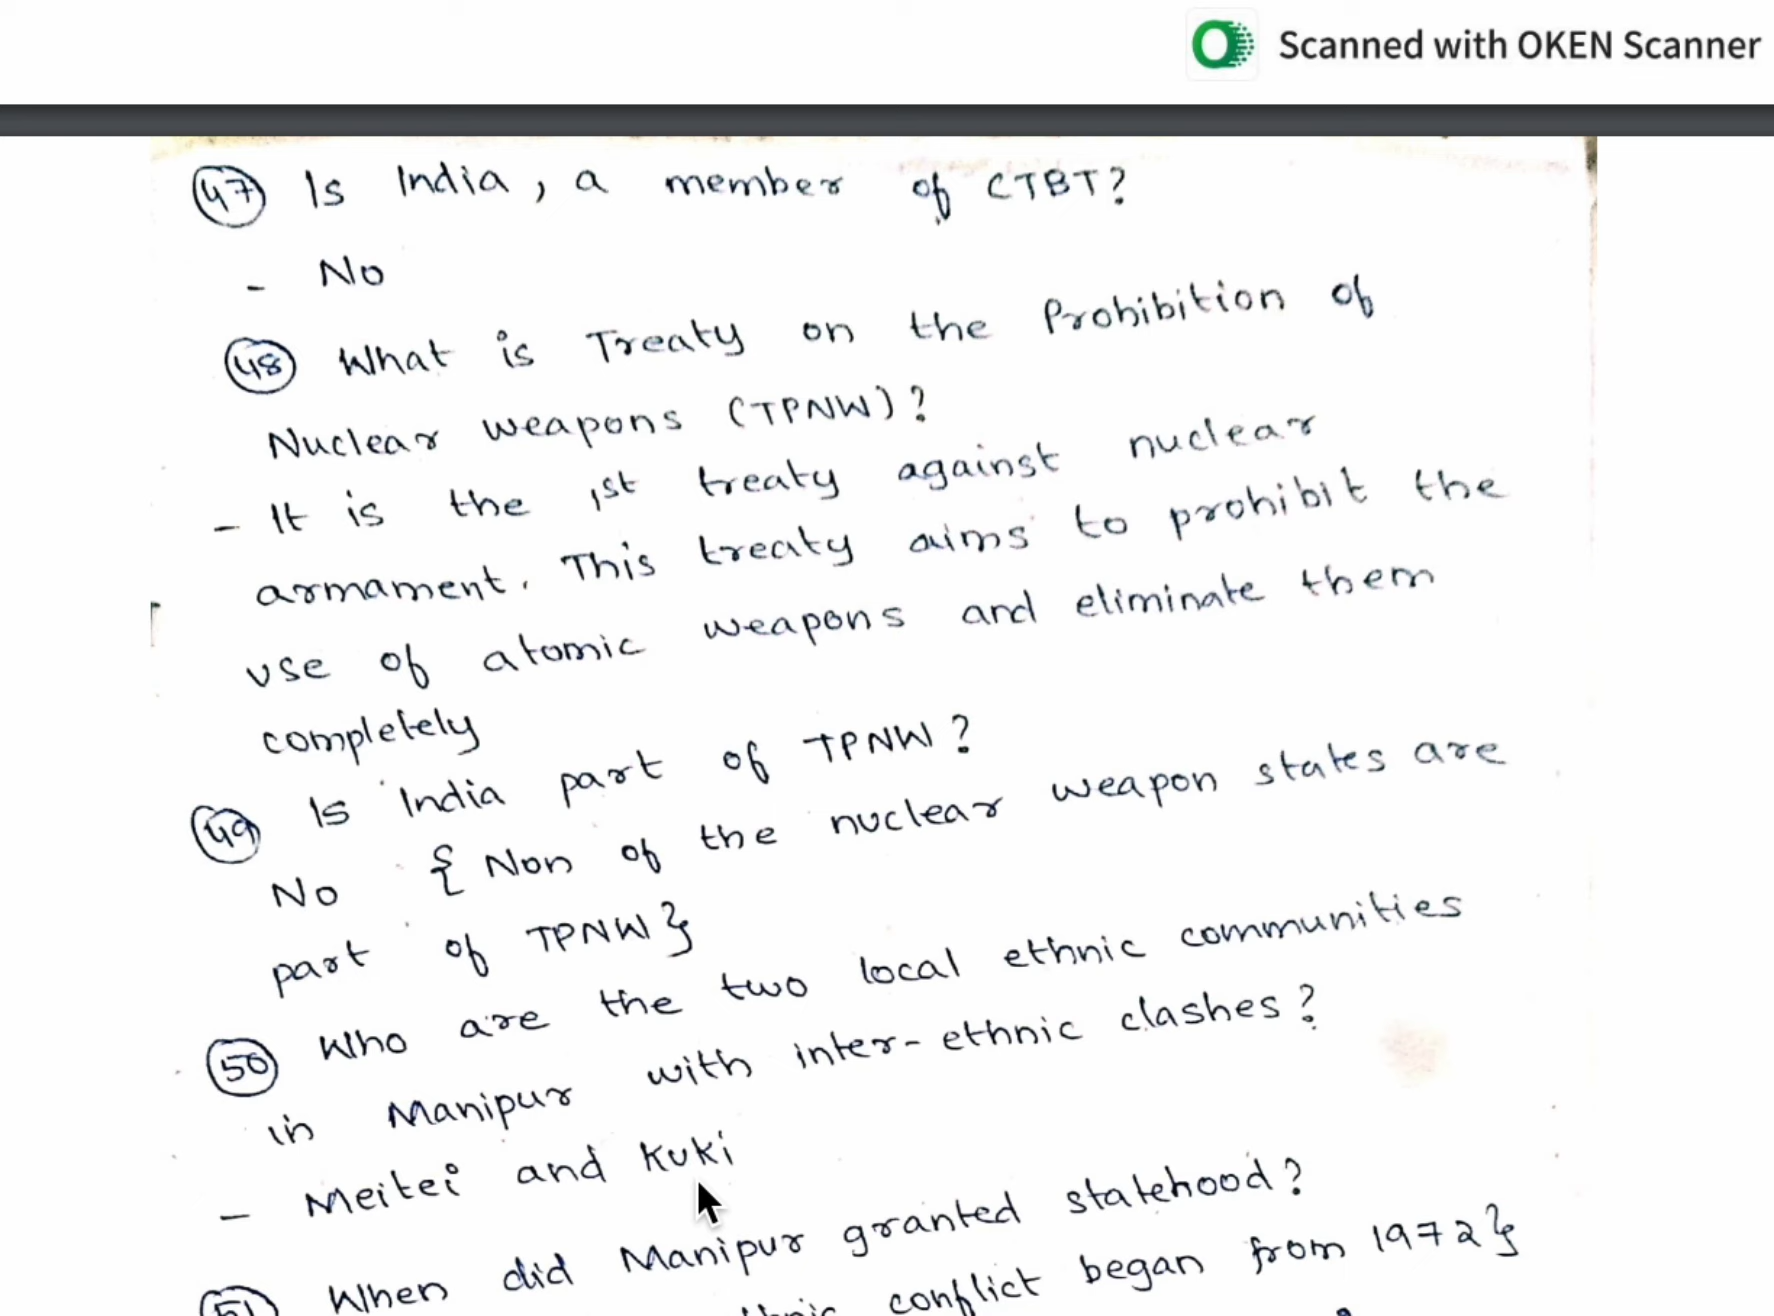 Scanned with OKEN Scanner
47 Is India, a member of CTBT?
- No
48 What is Treaty on the Prohibition of
Nuclear weapons (TPNW)?
- It is the 1st treaty against nuclear
armament. This treaty aims to prohibit the
use of atomic weapons and eliminate them
completely
49 Is India part of TPNW?
No { Non of the nuclear weapon states are
part of TPNW}
50 Who are the two local ethnic communities
in Manipur with inter-ethnic clashes?
- Meitei and Kuki
51 When did Manipur granted statehood?
conflict began from 1972}